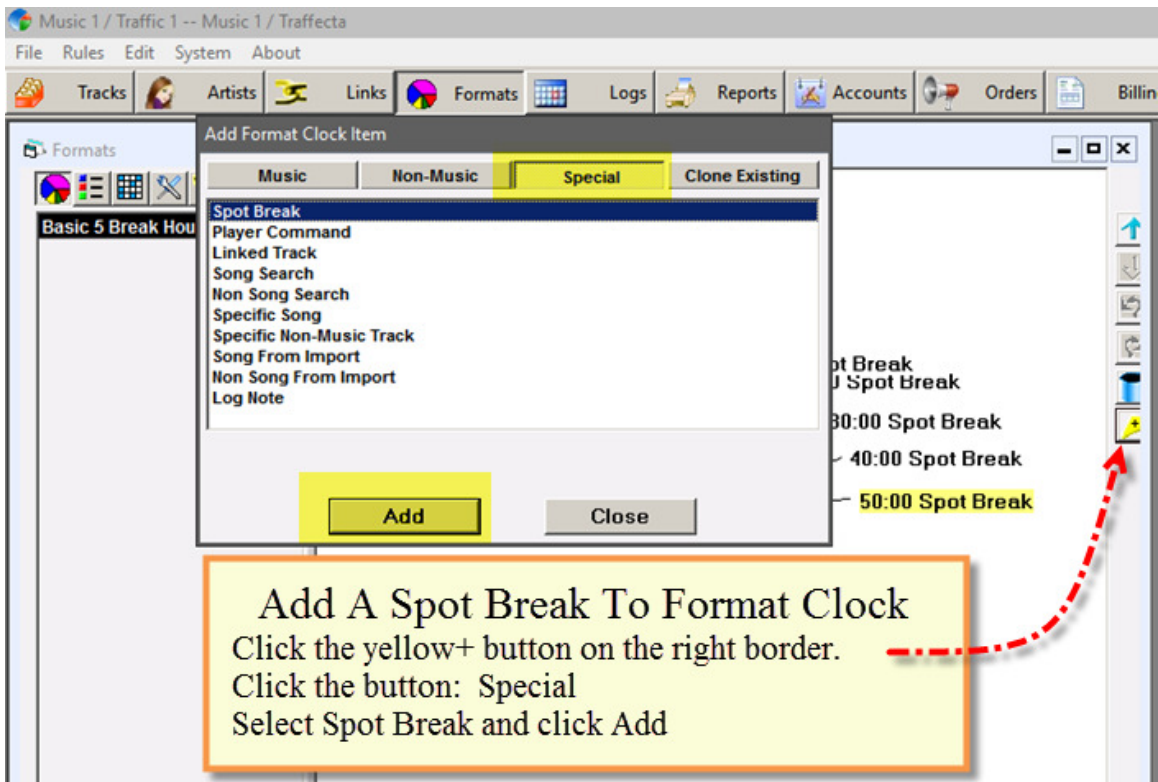 Music 1 / Traffic 1 -- Music 1 / Traffecta
File Rules Edit System About
Tracks Artists Links Formats Logs Reports Accounts Orders Billin
Formats
Add Format Clock Item
Music Non-Music Special Clone Existing
Basic 5 Break Hou
Spot Break
Player Command
Linked Track
Song Search
Non Song Search
Specific Song
Specific Non-Music Track
Song From Import
Non Song From Import
Log Note
ot Break
Spot Break
30:00 Spot Break
40:00 Spot Break
50:00 Spot Break
Add Close
Add A Spot Break To Format Clock
Click the yellow+ button on the right border.
Click the button: Special
Select Spot Break and click Add